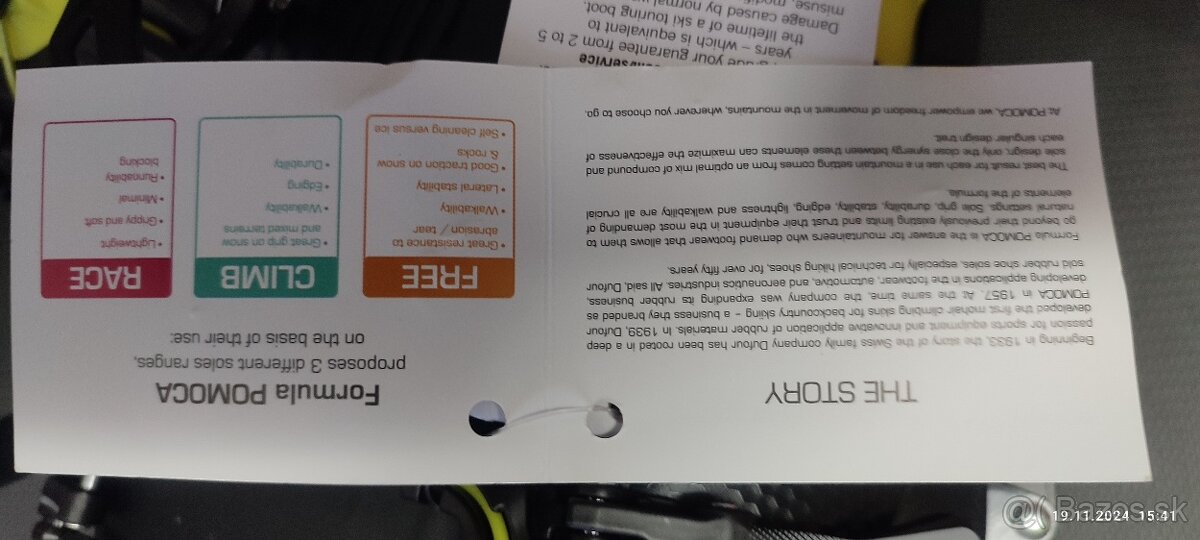 THE STORY
Beginning in 1933, the story of the Swiss family company Dufour has been rooted in a deep
passion for sports equipment and innovative application of rubber materials. In 1939, Dufour
developed the first mohair climbing skins for backcountry skiing – a business they branded as
POMOCA in 1957. At the same time, the company was expanding its rubber business,
developing applications in the footwear, automotive, and aeronautics industries. All said, Dufour
sold rubber shoe soles, especially for technical hiking shoes, for over fifty years.
Formula POMOCA is the answer for mountaineers who demand footwear that allows them to
go beyond their previously existing limits and trust their equipment in the most demanding of
natural settings. Sole grip, durability, stability, edging, lightness and walkability are all crucial
elements of the formula.
The best result for each use in a mountain setting comes from an optimal mix of compound and
sole design, only the close synergy between these elements can maximize the effectiveness of
each singular design trait.
At POMOCA, we empower freedom of movement in the mountains, wherever you choose to go.
Formula POMOCA
proposes 3 different soles ranges,
on the basis of their use:
FREE
• Great resistance to
abrasion / tear
• Walkability
• Lateral stability
• Good traction on snow
& rocks
• Self cleaning versus ice
CLIMB
• Great grip on snow
and mixed terrains
• Walkability
• Edging
• Durability
RACE
• Lightweight
• Grippy and soft
• Minimal
• Runnability
blocking
your guarantee from 2 to 5
years – which is equivalent to
the lifetime of a ski touring boot.
Damage caused by normal
misuse,
@( Bazos.sk
19.11.2024 15:41